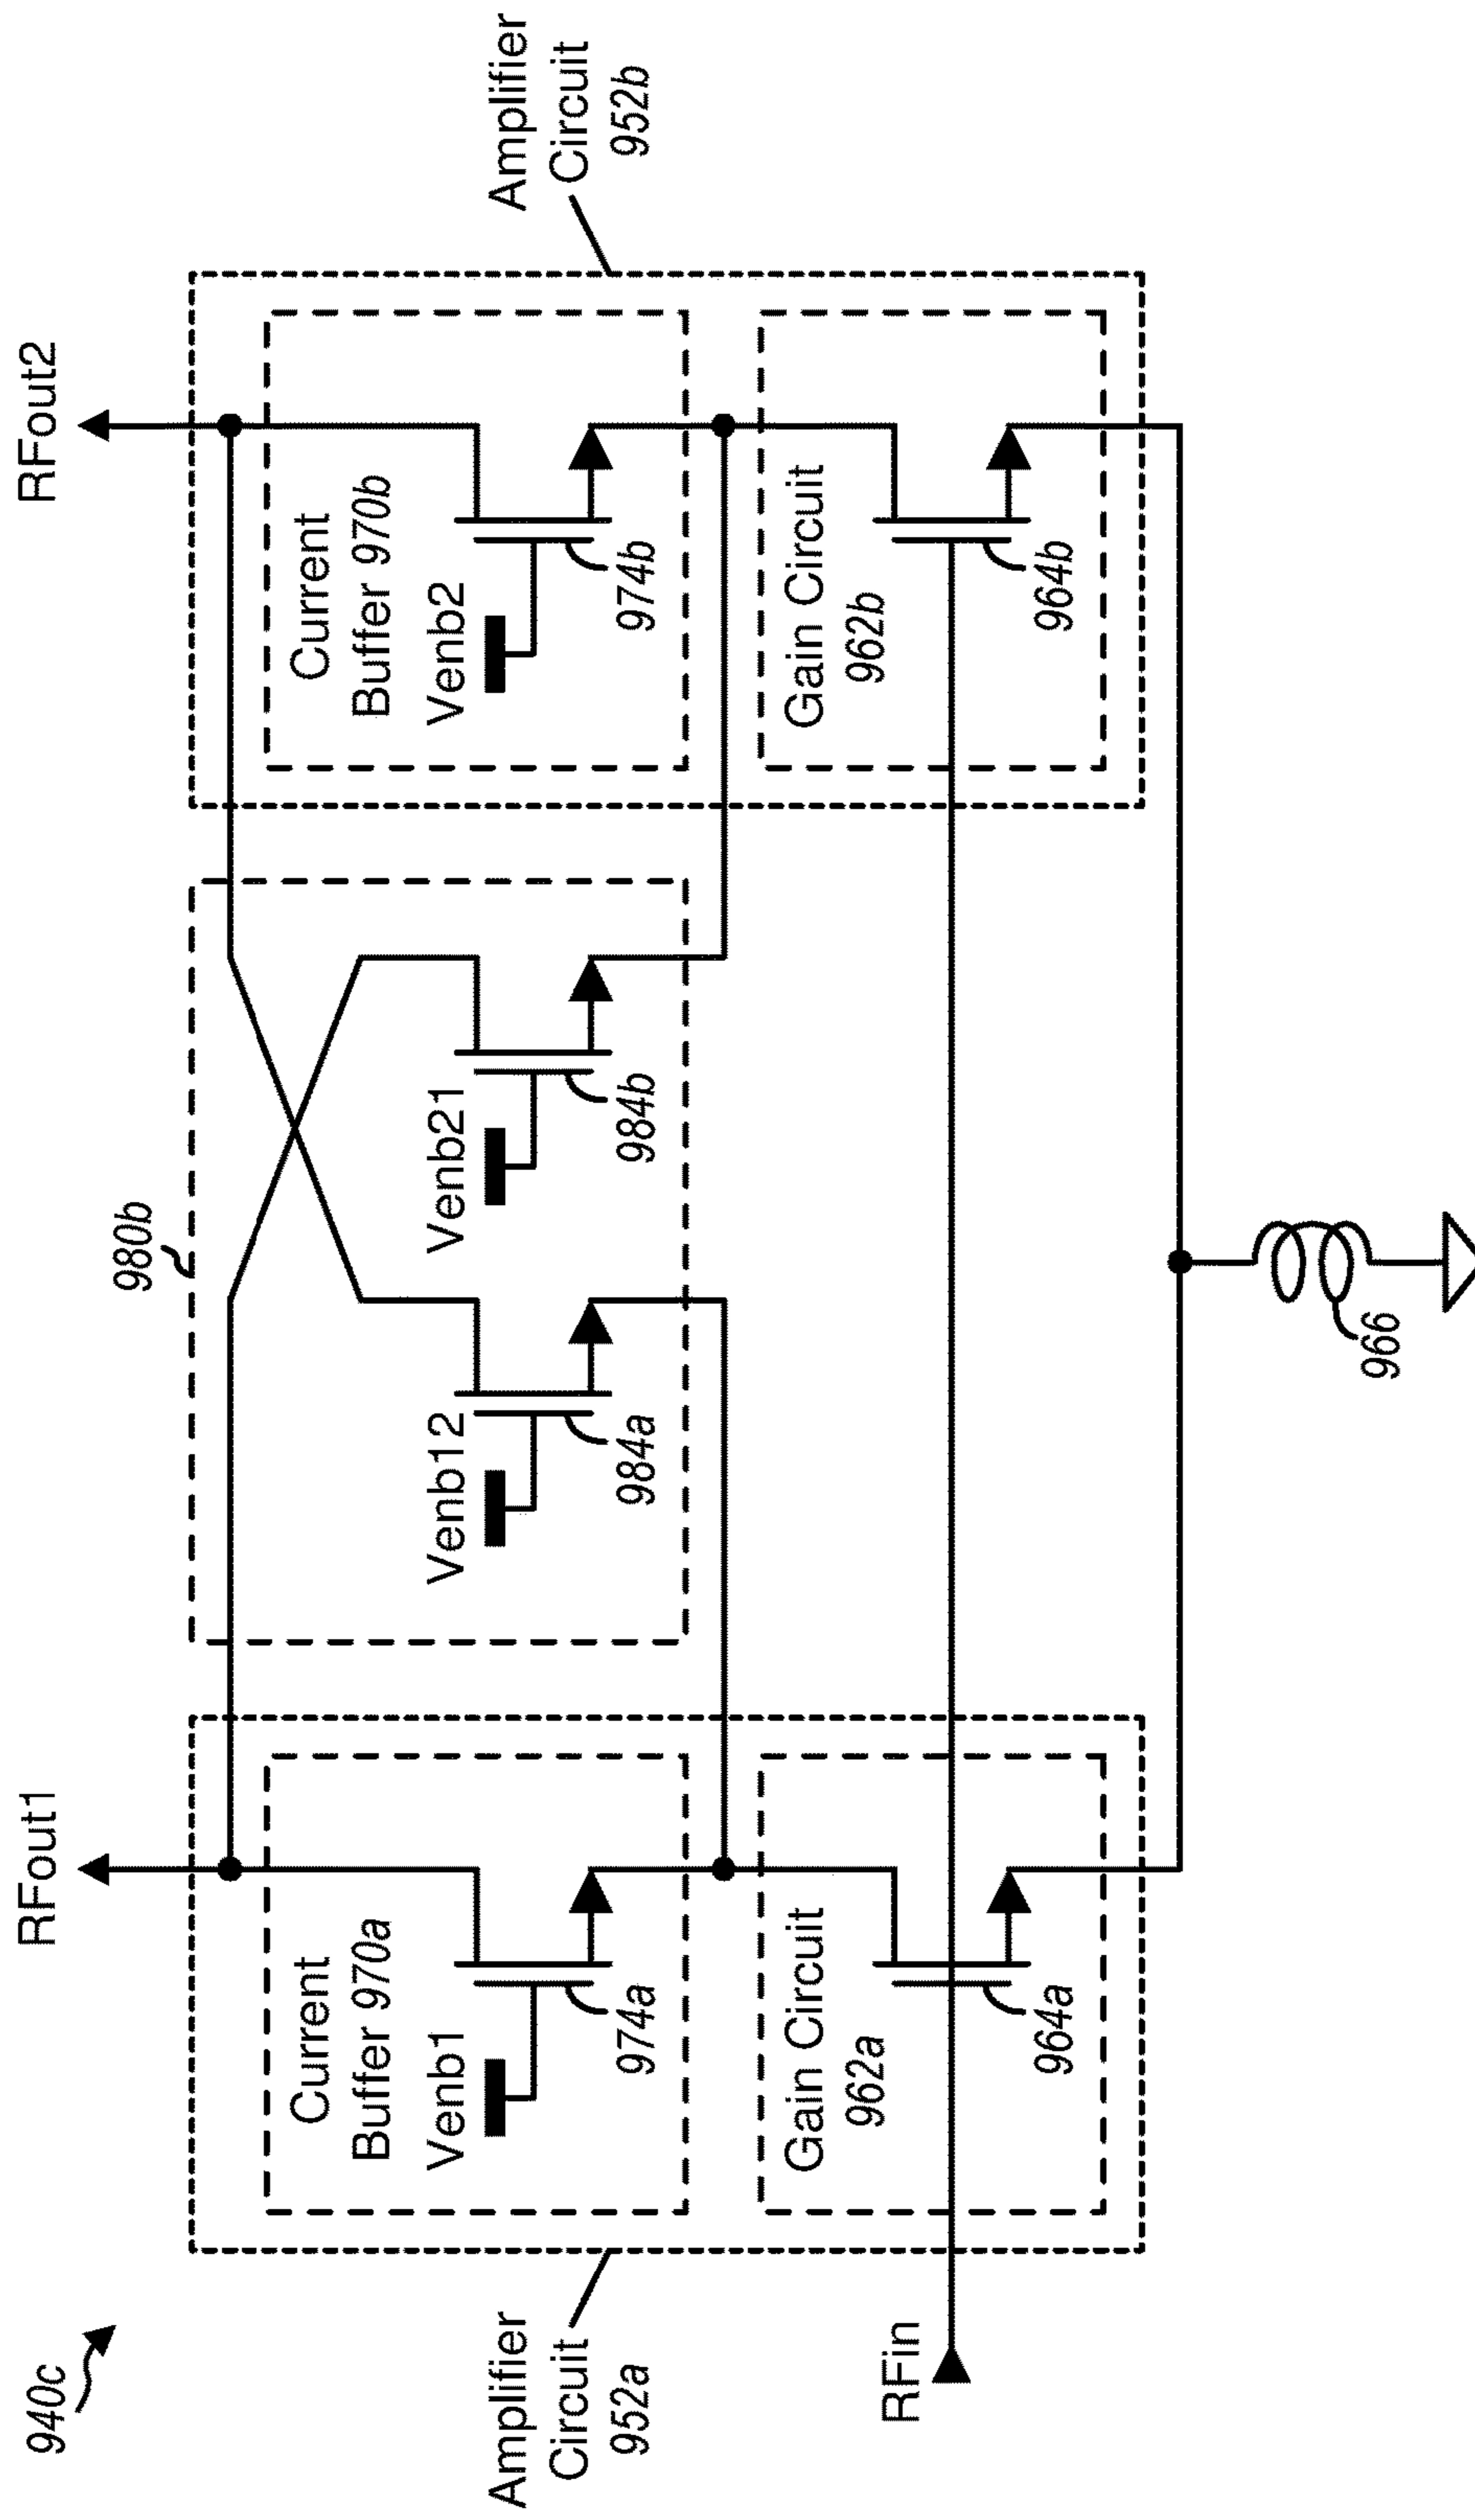 940c
RFout1
RFout2
980b
Amplifier
Circuit
952a
Current
Buffer 970a
Venb1
974a
Venb12
984a
Venb21
984b
Current
Buffer 970b
Venb2
974b
Amplifier
Circuit
952b
Gain Circuit
962a
964a
Gain Circuit
962b
964b
RFin
966